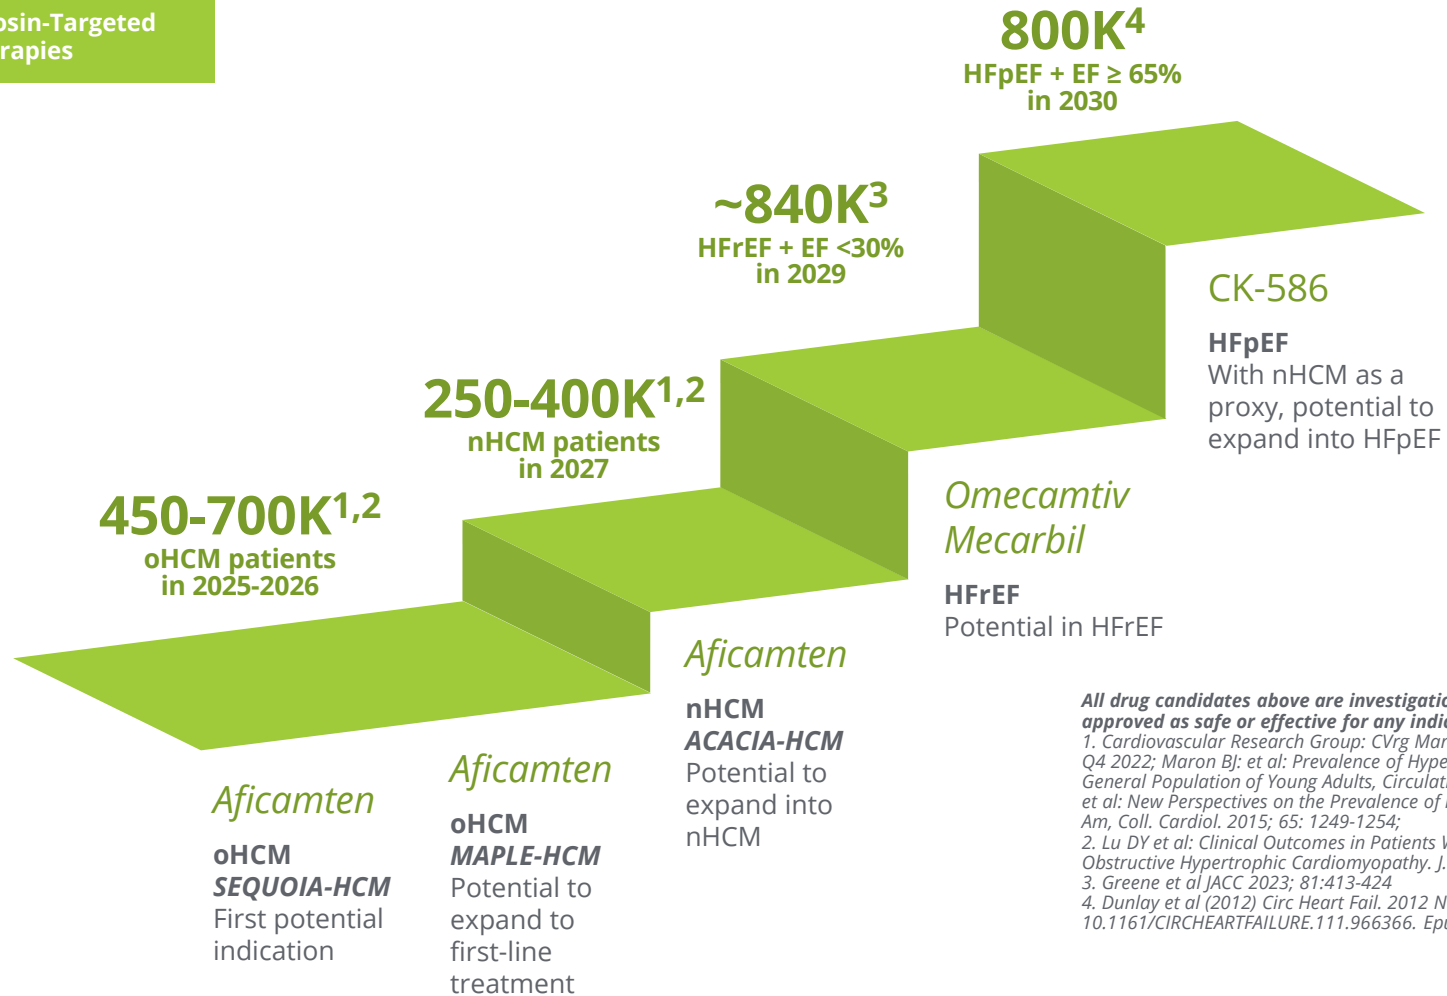 osin-Targeted
rapies
800K4
HFpEF + EF ≥ 65%
in 2030
~840K3
HFrEF + EF <30%
in 2029
250-400K1,2
nHCM patients
in 2027
450-700K1,2
oHCM patients
in 2025-2026
Aficamten
oHCM
SEQUOIA-HCM
First potential
indication
Aficamten
oHCM
MAPLE-HCM
Potential to
expand to
first-line
treatment
Aficamten
nHCM
ACACIA-HCM
Potential to
expand into
nHCM
Omecamtiv
Mecarbil
HFrEF
Potential in HFrEF
CK-586
HFpEF
With nHCM as a
proxy, potential to
expand into HFpEF
All drug candidates above are investigatio
approved as safe or effective for any indic
1. Cardiovascular Research Group: CVrg Mar
Q4 2022; Maron BJ: et al: Prevalence of Hype
General Population of Young Adults, Circulati
et al: New Perspectives on the Prevalence of
Am, Coll. Cardiol. 2015; 65: 1249-1254;
2. Lu DY et al: Clinical Outcomes in Patients W
Obstructive Hypertrophic Cardiomyopathy. J.
3. Greene et al JACC 2023; 81:413-424
4. Dunlay et al (2012) Circ Heart Fail. 2012 N
10.1161/CIRCHEARTFAILURE.111.966366. Epu